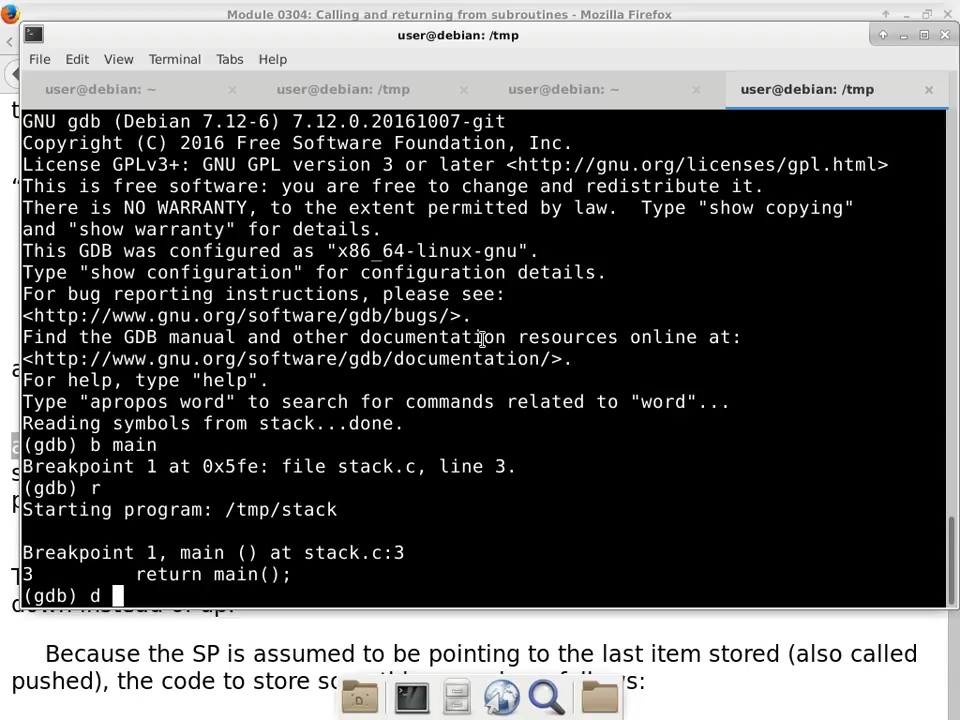 Module 0304: Calling and returning from subroutines - Mozilla Firefox
user@debian: /tmp
File Edit View Terminal Tabs Help
user@debian: ~ × user@debian: /tmp × user@debian: ~ × user@debian: /tmp ×
GNU gdb (Debian 7.12-6) 7.12.0.20161007-git
Copyright (C) 2016 Free Software Foundation, Inc.
License GPLv3+: GNU GPL version 3 or later <http://gnu.org/licenses/gpl.html>
This is free software: you are free to change and redistribute it.
There is NO WARRANTY, to the extent permitted by law.  Type "show copying"
and "show warranty" for details.
This GDB was configured as "x86_64-linux-gnu".
Type "show configuration" for configuration details.
For bug reporting instructions, please see:
<http://www.gnu.org/software/gdb/bugs/>.
Find the GDB manual and other documentation resources online at:
<http://www.gnu.org/software/gdb/documentation/>.
For help, type "help".
Type "apropos word" to search for commands related to "word"...
Reading symbols from stack...done.
(gdb) b main
Breakpoint 1 at 0x5fe: file stack.c, line 3.
(gdb) r
Starting program: /tmp/stack
Breakpoint 1, main () at stack.c:3
3         return main();
(gdb) d
Because the SP is assumed to be pointing to the last item stored (also called
pushed), the code to store